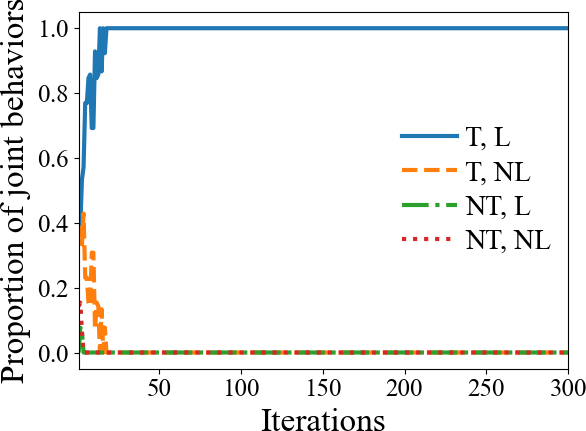 Proportion of joint behaviors
1.0
0.8
0.6
0.4
0.2
0.0
T, L
T, NL
NT, L
NT, NL
50
100
150
200
250
300
Iterations